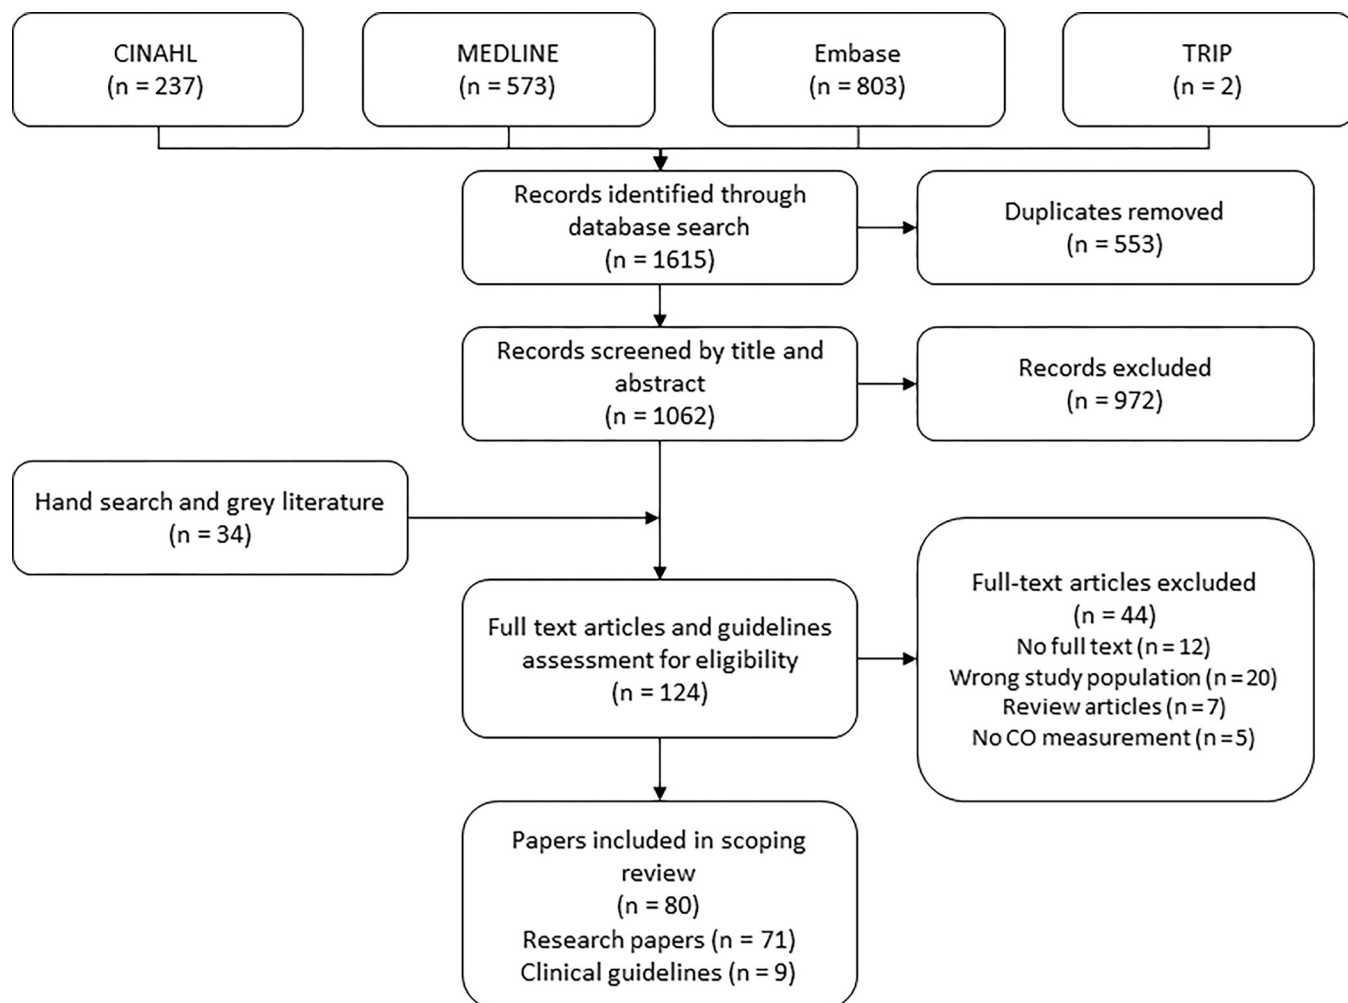 CINAHL
(n = 237)
MEDLINE
(n = 573)
Embase
(n = 803)
TRIP
(n = 2)
Records identified through
database search
(n = 1615)
Duplicates removed
(n = 553)
Records screened by title and
abstract
(n = 1062)
Records excluded
(n = 972)
Hand search and grey literature
(n = 34)
Full text articles and guidelines
assessment for eligibility
(n = 124)
Full-text articles excluded
(n = 44)
No full text (n = 12)
Wrong study population (n = 20)
Review articles (n = 7)
No CO measurement (n = 5)
Papers included in scoping
review
(n = 80)
Research papers (n = 71)
Clinical guidelines (n = 9)